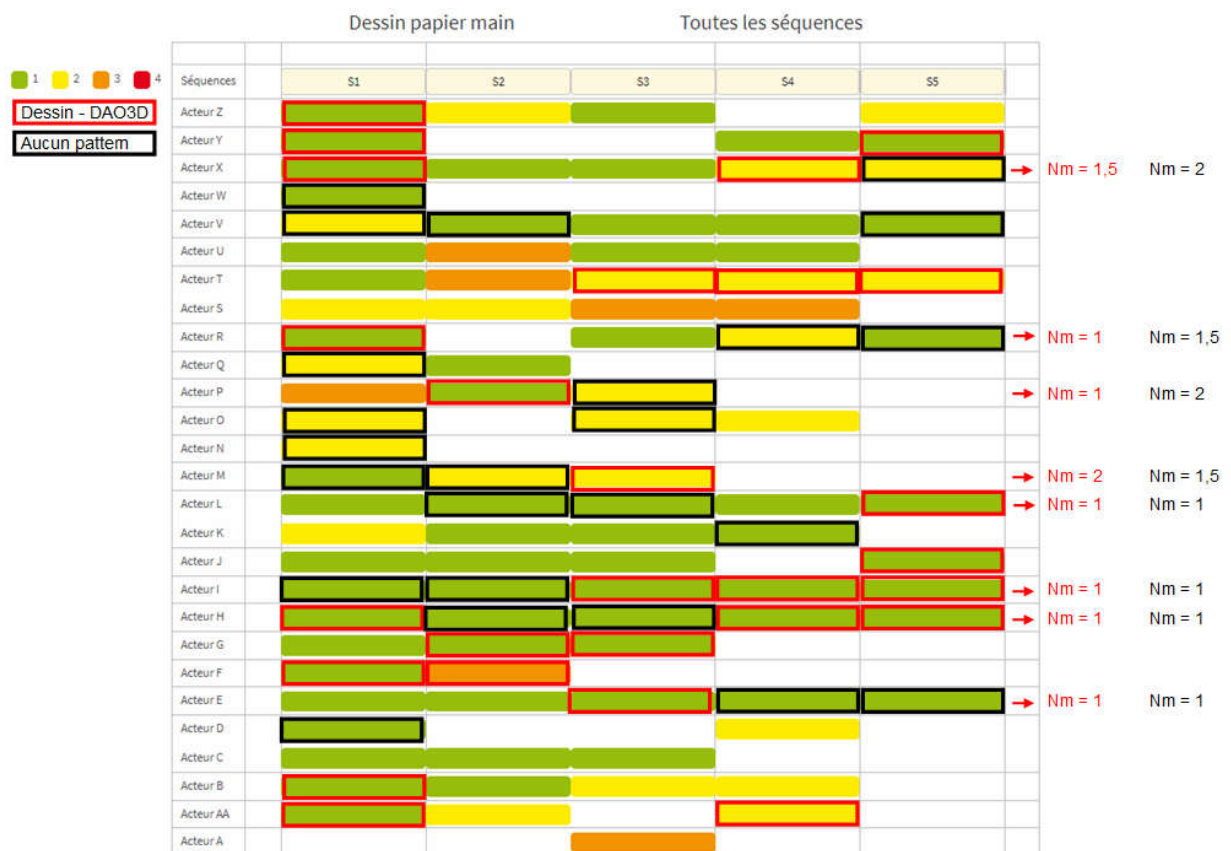 Dessin papier main Toutes les séquences
1 2 3 4
Séquences S1 S2 S3 S4 S5
Dessin - DAO3D
Aucun pattern
Acteur Z
Acteur Y
Acteur X Nm = 1,5 Nm = 2
Acteur W
Acteur V
Acteur U
Acteur T
Acteur S
Acteur R Nm = 1 Nm = 1,5
Acteur Q
Acteur P Nm = 1 Nm = 2
Acteur O
Acteur N
Acteur M Nm = 2 Nm = 1,5
Acteur L Nm = 1 Nm = 1
Acteur K
Acteur J
Acteur I Nm = 1 Nm = 1
Acteur H Nm = 1 Nm = 1
Acteur G
Acteur F
Acteur E Nm = 1 Nm = 1
Acteur D
Acteur C
Acteur B
Acteur AA
Acteur A